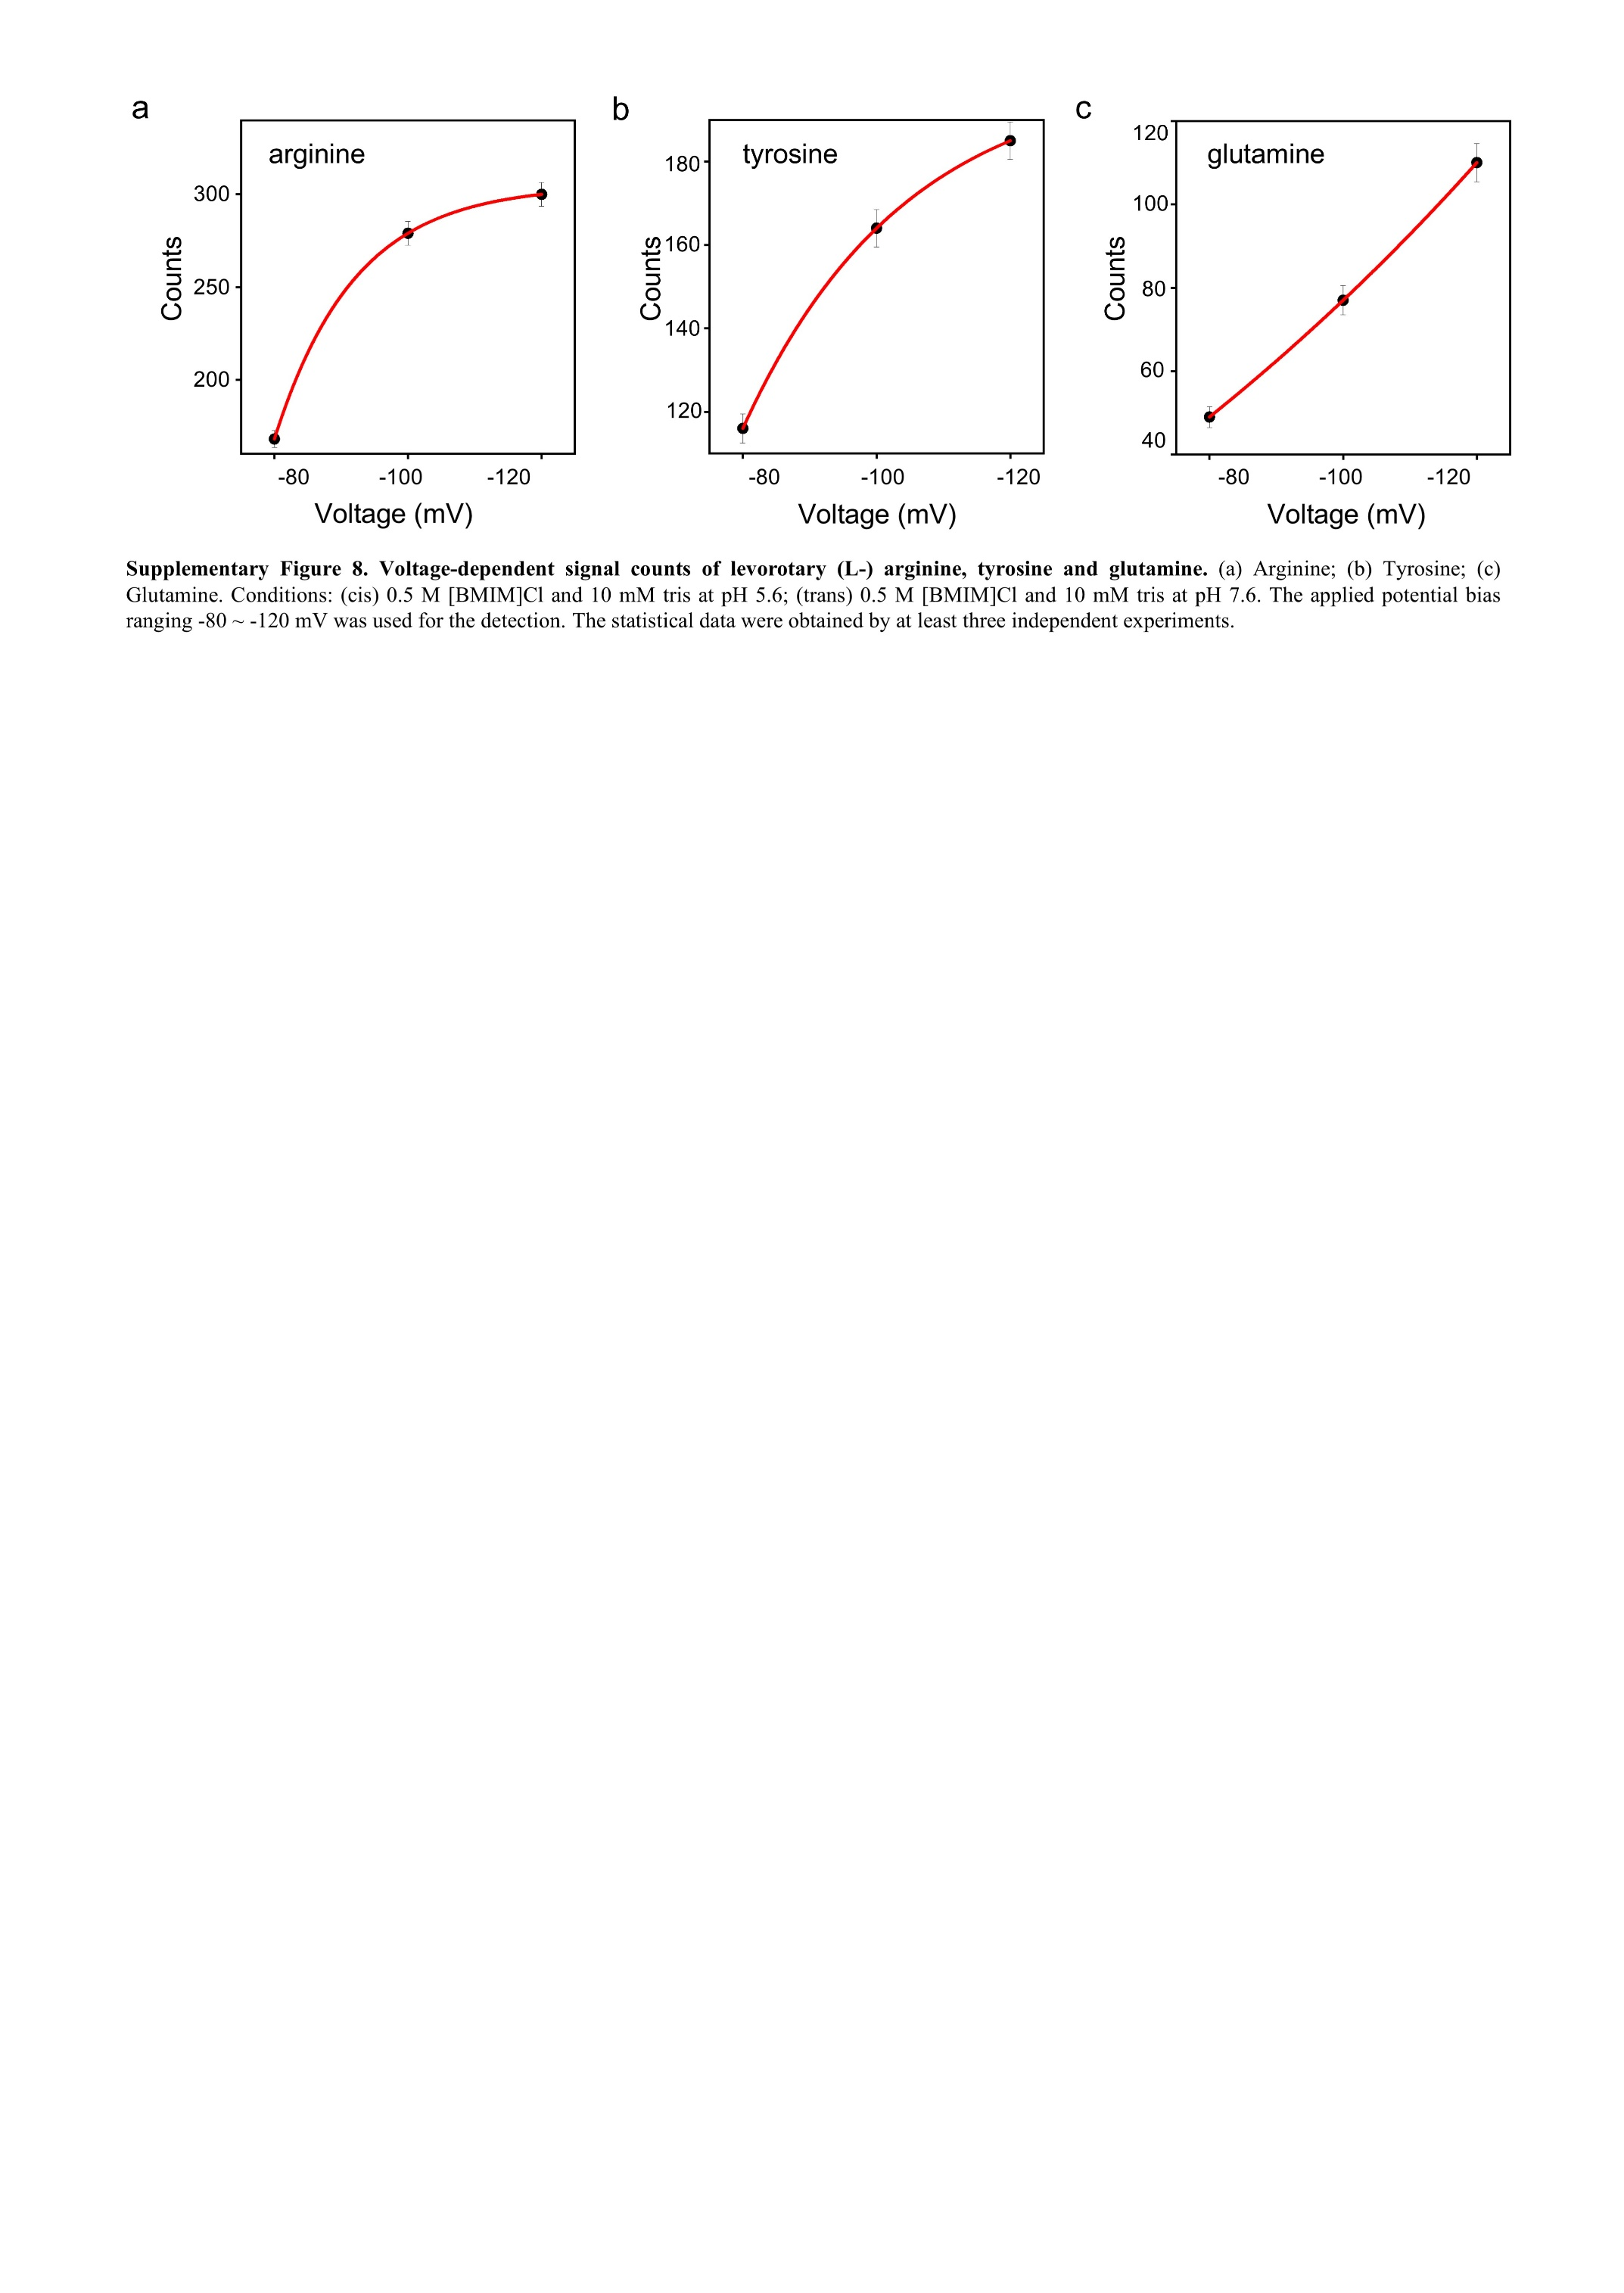 a
arginine
300
250
200
Counts
-80 -100 -120
Voltage (mV)
b
tyrosine
180
160
140
120
Counts
-80 -100 -120
Voltage (mV)
c
glutamine
120
100
80
60
40
Counts
-80 -100 -120
Voltage (mV)
Supplementary Figure 8. Voltage-dependent signal counts of levorotary (L-) arginine, tyrosine and glutamine. (a) Arginine; (b) Tyrosine; (c)
Glutamine. Conditions: (cis) 0.5 M [BMIM]Cl and 10 mM tris at pH 5.6; (trans) 0.5 M [BMIM]Cl and 10 mM tris at pH 7.6. The applied potential bias
ranging -80 ~ -120 mV was used for the detection. The statistical data were obtained by at least three independent experiments.